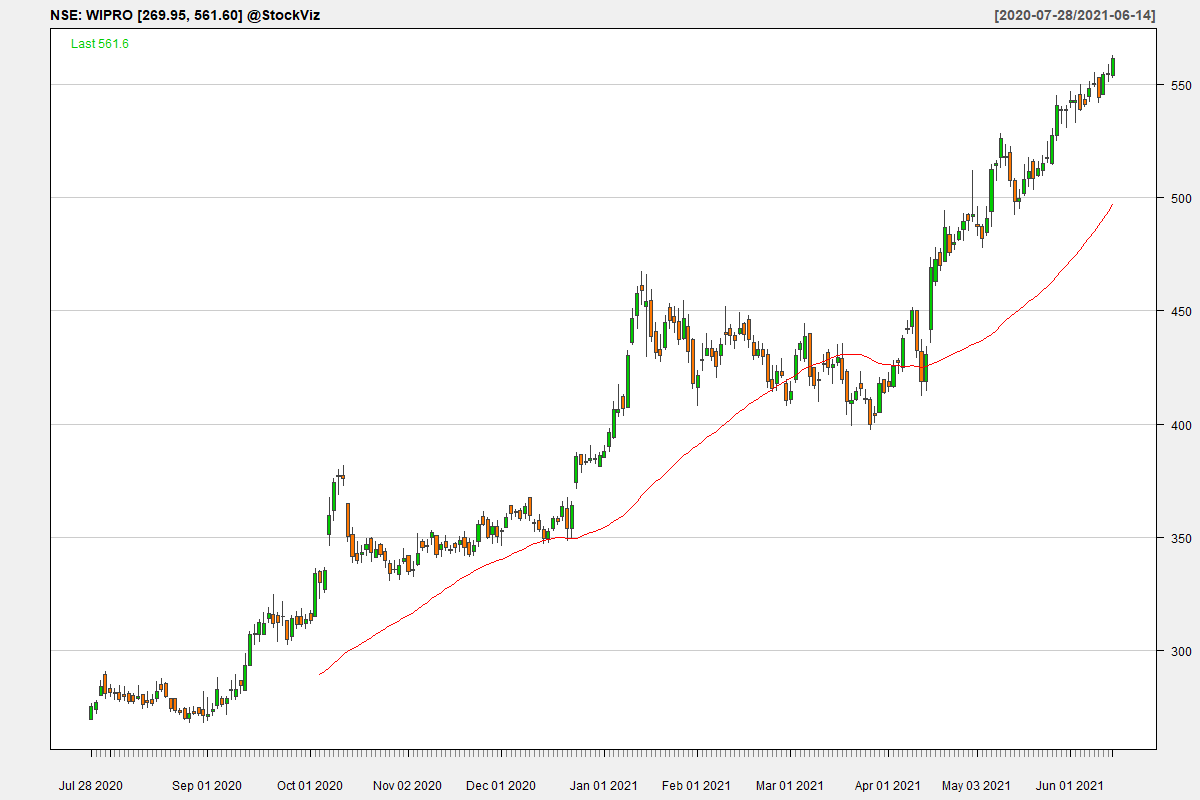 NSE: WIPRO [269.95, 561.60] @StockViz [2020-07-28/2021-06-14]
Last 561.6
550
500
450
400
350
300
Jul 28 2020 Sep 01 2020 Oct 01 2020 Nov 02 2020 Dec 01 2020 Jan 01 2021 Feb 01 2021 Mar 01 2021 Apr 01 2021 May 03 2021 Jun 01 2021